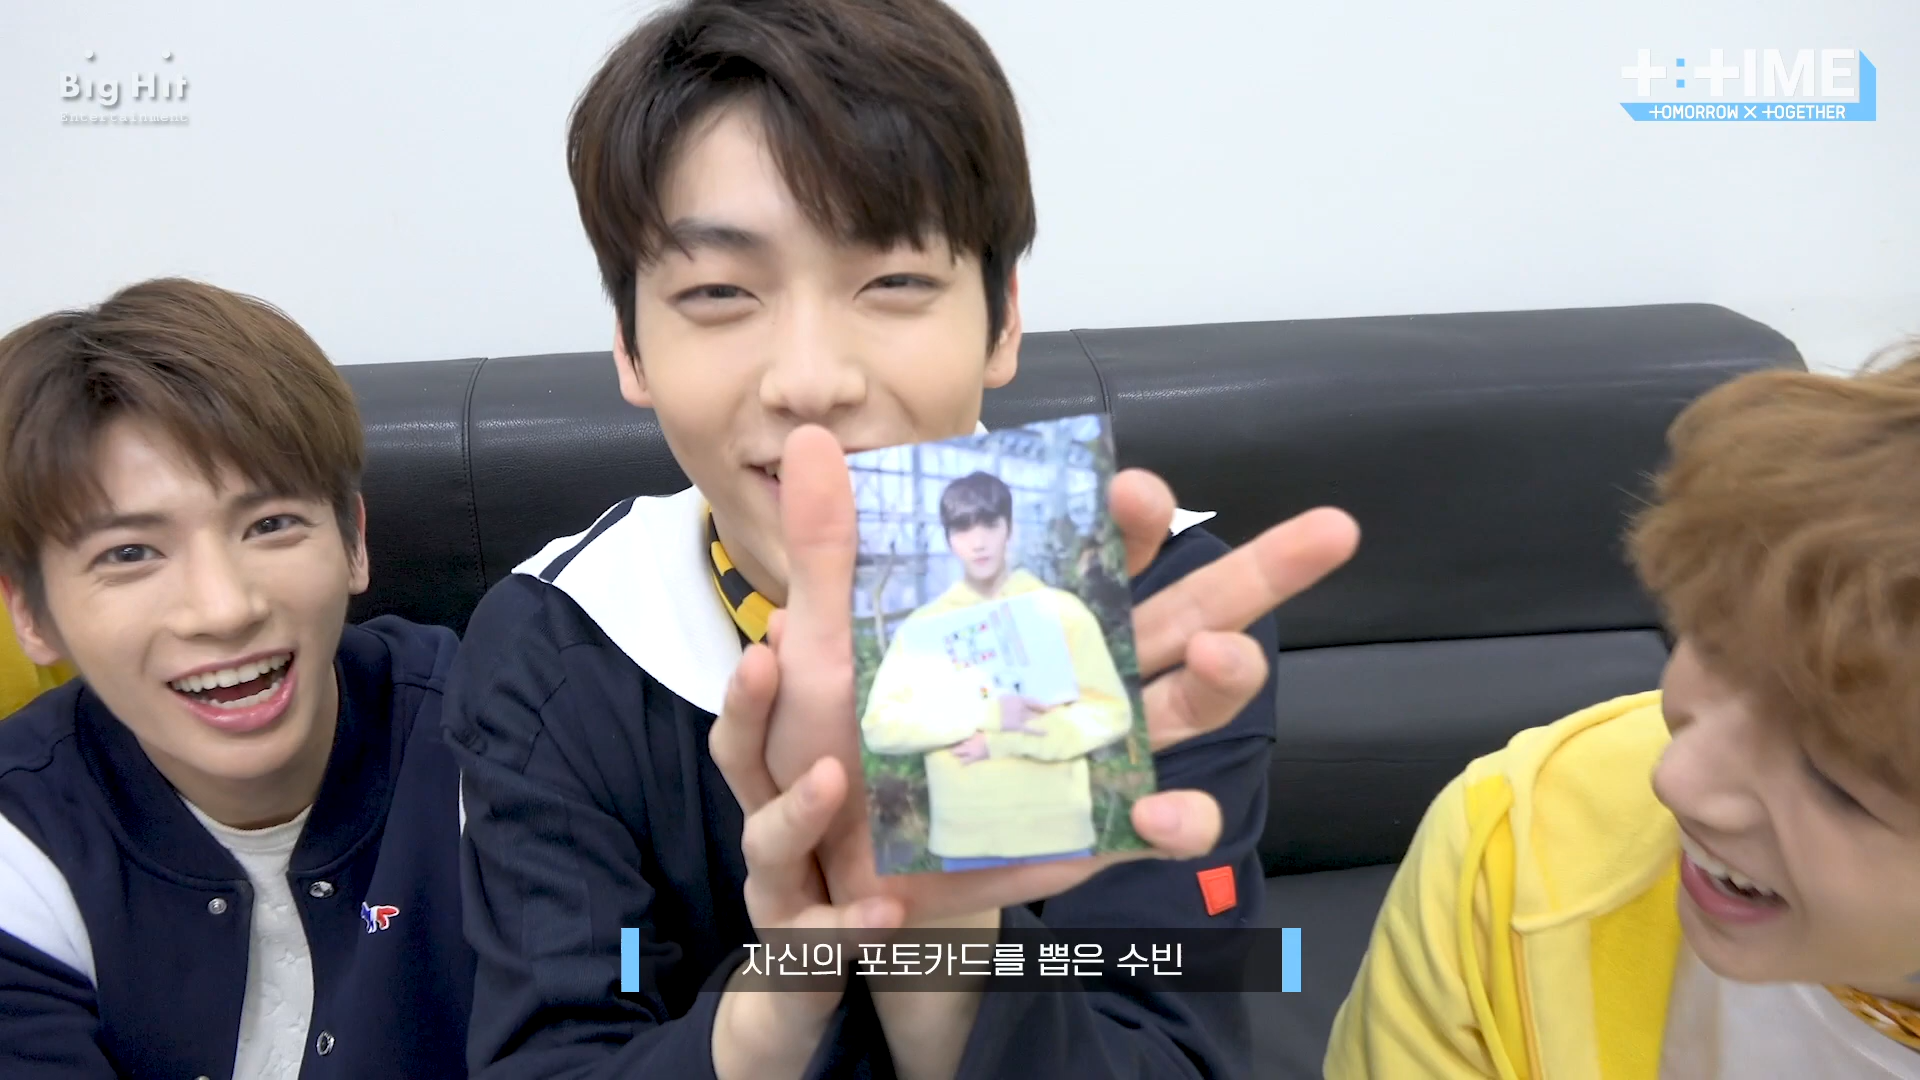 Big Hit
Entertainment
T:TIME
TOMORROW X TOGETHER
자신의 포토카드를 뽑은 수빈